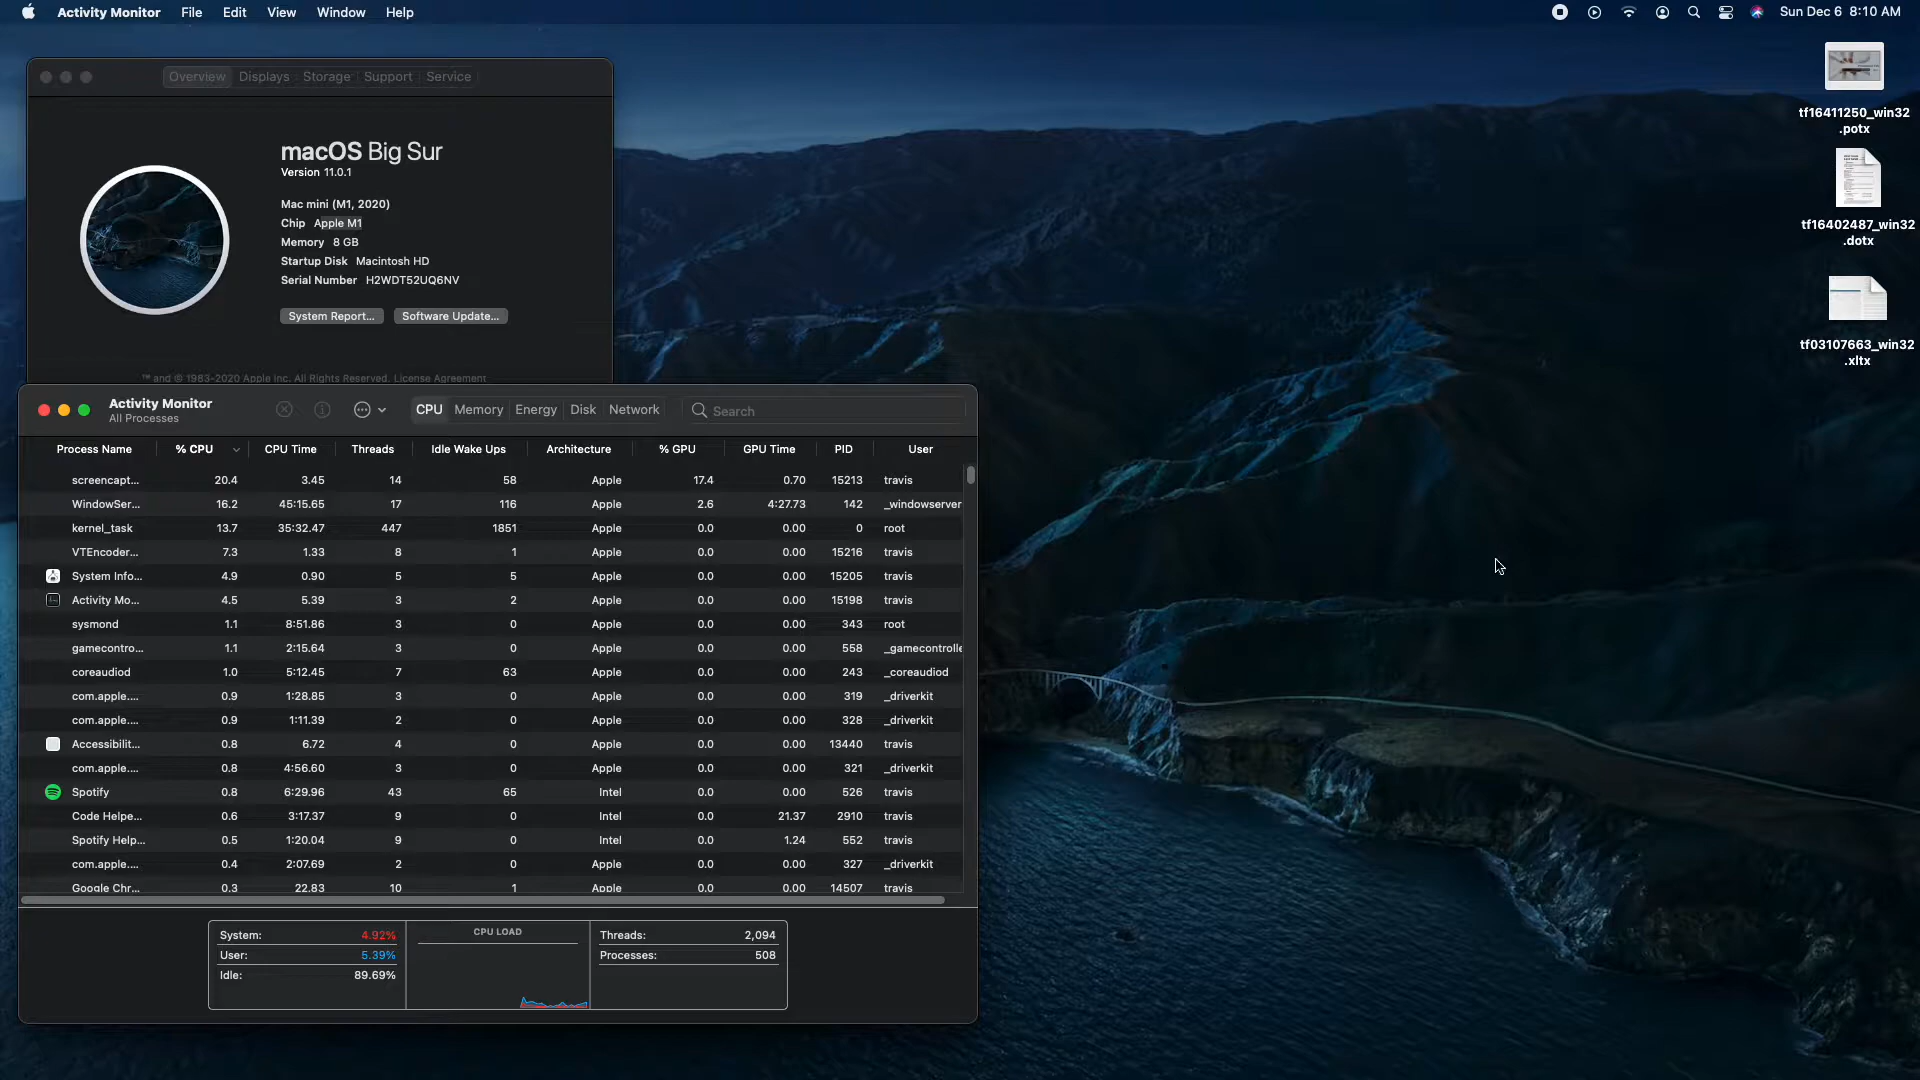 Activity Monitor File Edit View Window Help Sun Dec 6 8:10 AM
Overview Displays Storage Support Service
macOS Big Sur
Version 11.0.1
Mac mini (M1, 2020)
Chip Apple M1
Memory 8 GB
Startup Disk Macintosh HD
Serial Number H2WDT52UQ6NV
System Report... Software Update...
™ and © 1983-2020 Apple Inc. All Rights Reserved. License Agreement
tf16411250_win32
.potx
tf16402487_win32
.dotx
tf03107663_win32
.xltx
Activity Monitor
All Processes
CPU Memory Energy Disk Network Search
Process Name % CPU CPU Time Threads Idle Wake Ups Architecture % GPU GPU Time PID User
screencapt... 20.4 3.45 14 58 Apple 17.4 0.70 15213 travis
WindowSer... 16.2 45:15.65 17 116 Apple 2.6 4:27.73 142 _windowserver
kernel_task 13.7 35:32.47 447 1851 Apple 0.0 0.00 0 root
VTEncoder... 7.3 1.33 8 1 Apple 0.0 0.00 15216 travis
System Info... 4.9 0.90 5 5 Apple 0.0 0.00 15205 travis
Activity Mo... 4.5 5.39 3 2 Apple 0.0 0.00 15198 travis
sysmond 1.1 8:51.86 3 0 Apple 0.0 0.00 343 root
gamecontro... 1.1 2:15.64 3 0 Apple 0.0 0.00 558 _gamecontrolle
coreaudiod 1.0 5:12.45 7 63 Apple 0.0 0.00 243 _coreaudiod
com.apple.... 0.9 1:28.85 3 0 Apple 0.0 0.00 319 _driverkit
com.apple.... 0.9 1:11.39 2 0 Apple 0.0 0.00 328 _driverkit
Accessibilit... 0.8 6.72 4 0 Apple 0.0 0.00 13440 travis
com.apple.... 0.8 4:56.60 3 0 Apple 0.0 0.00 321 _driverkit
Spotify 0.8 6:29.96 43 65 Intel 0.0 0.00 526 travis
Code Helpe... 0.6 3:17.37 9 0 Intel 0.0 21.37 2910 travis
Spotify Help... 0.5 1:20.04 9 0 Intel 0.0 1.24 552 travis
com.apple.... 0.4 2:07.69 2 0 Apple 0.0 0.00 327 _driverkit
Google Chr... 0.3 22.83 10 1 Apple 0.0 0.00 14507 travis
System: 4.92% CPU LOAD Threads: 2,094
User: 5.39% Processes: 508
Idle: 89.69%